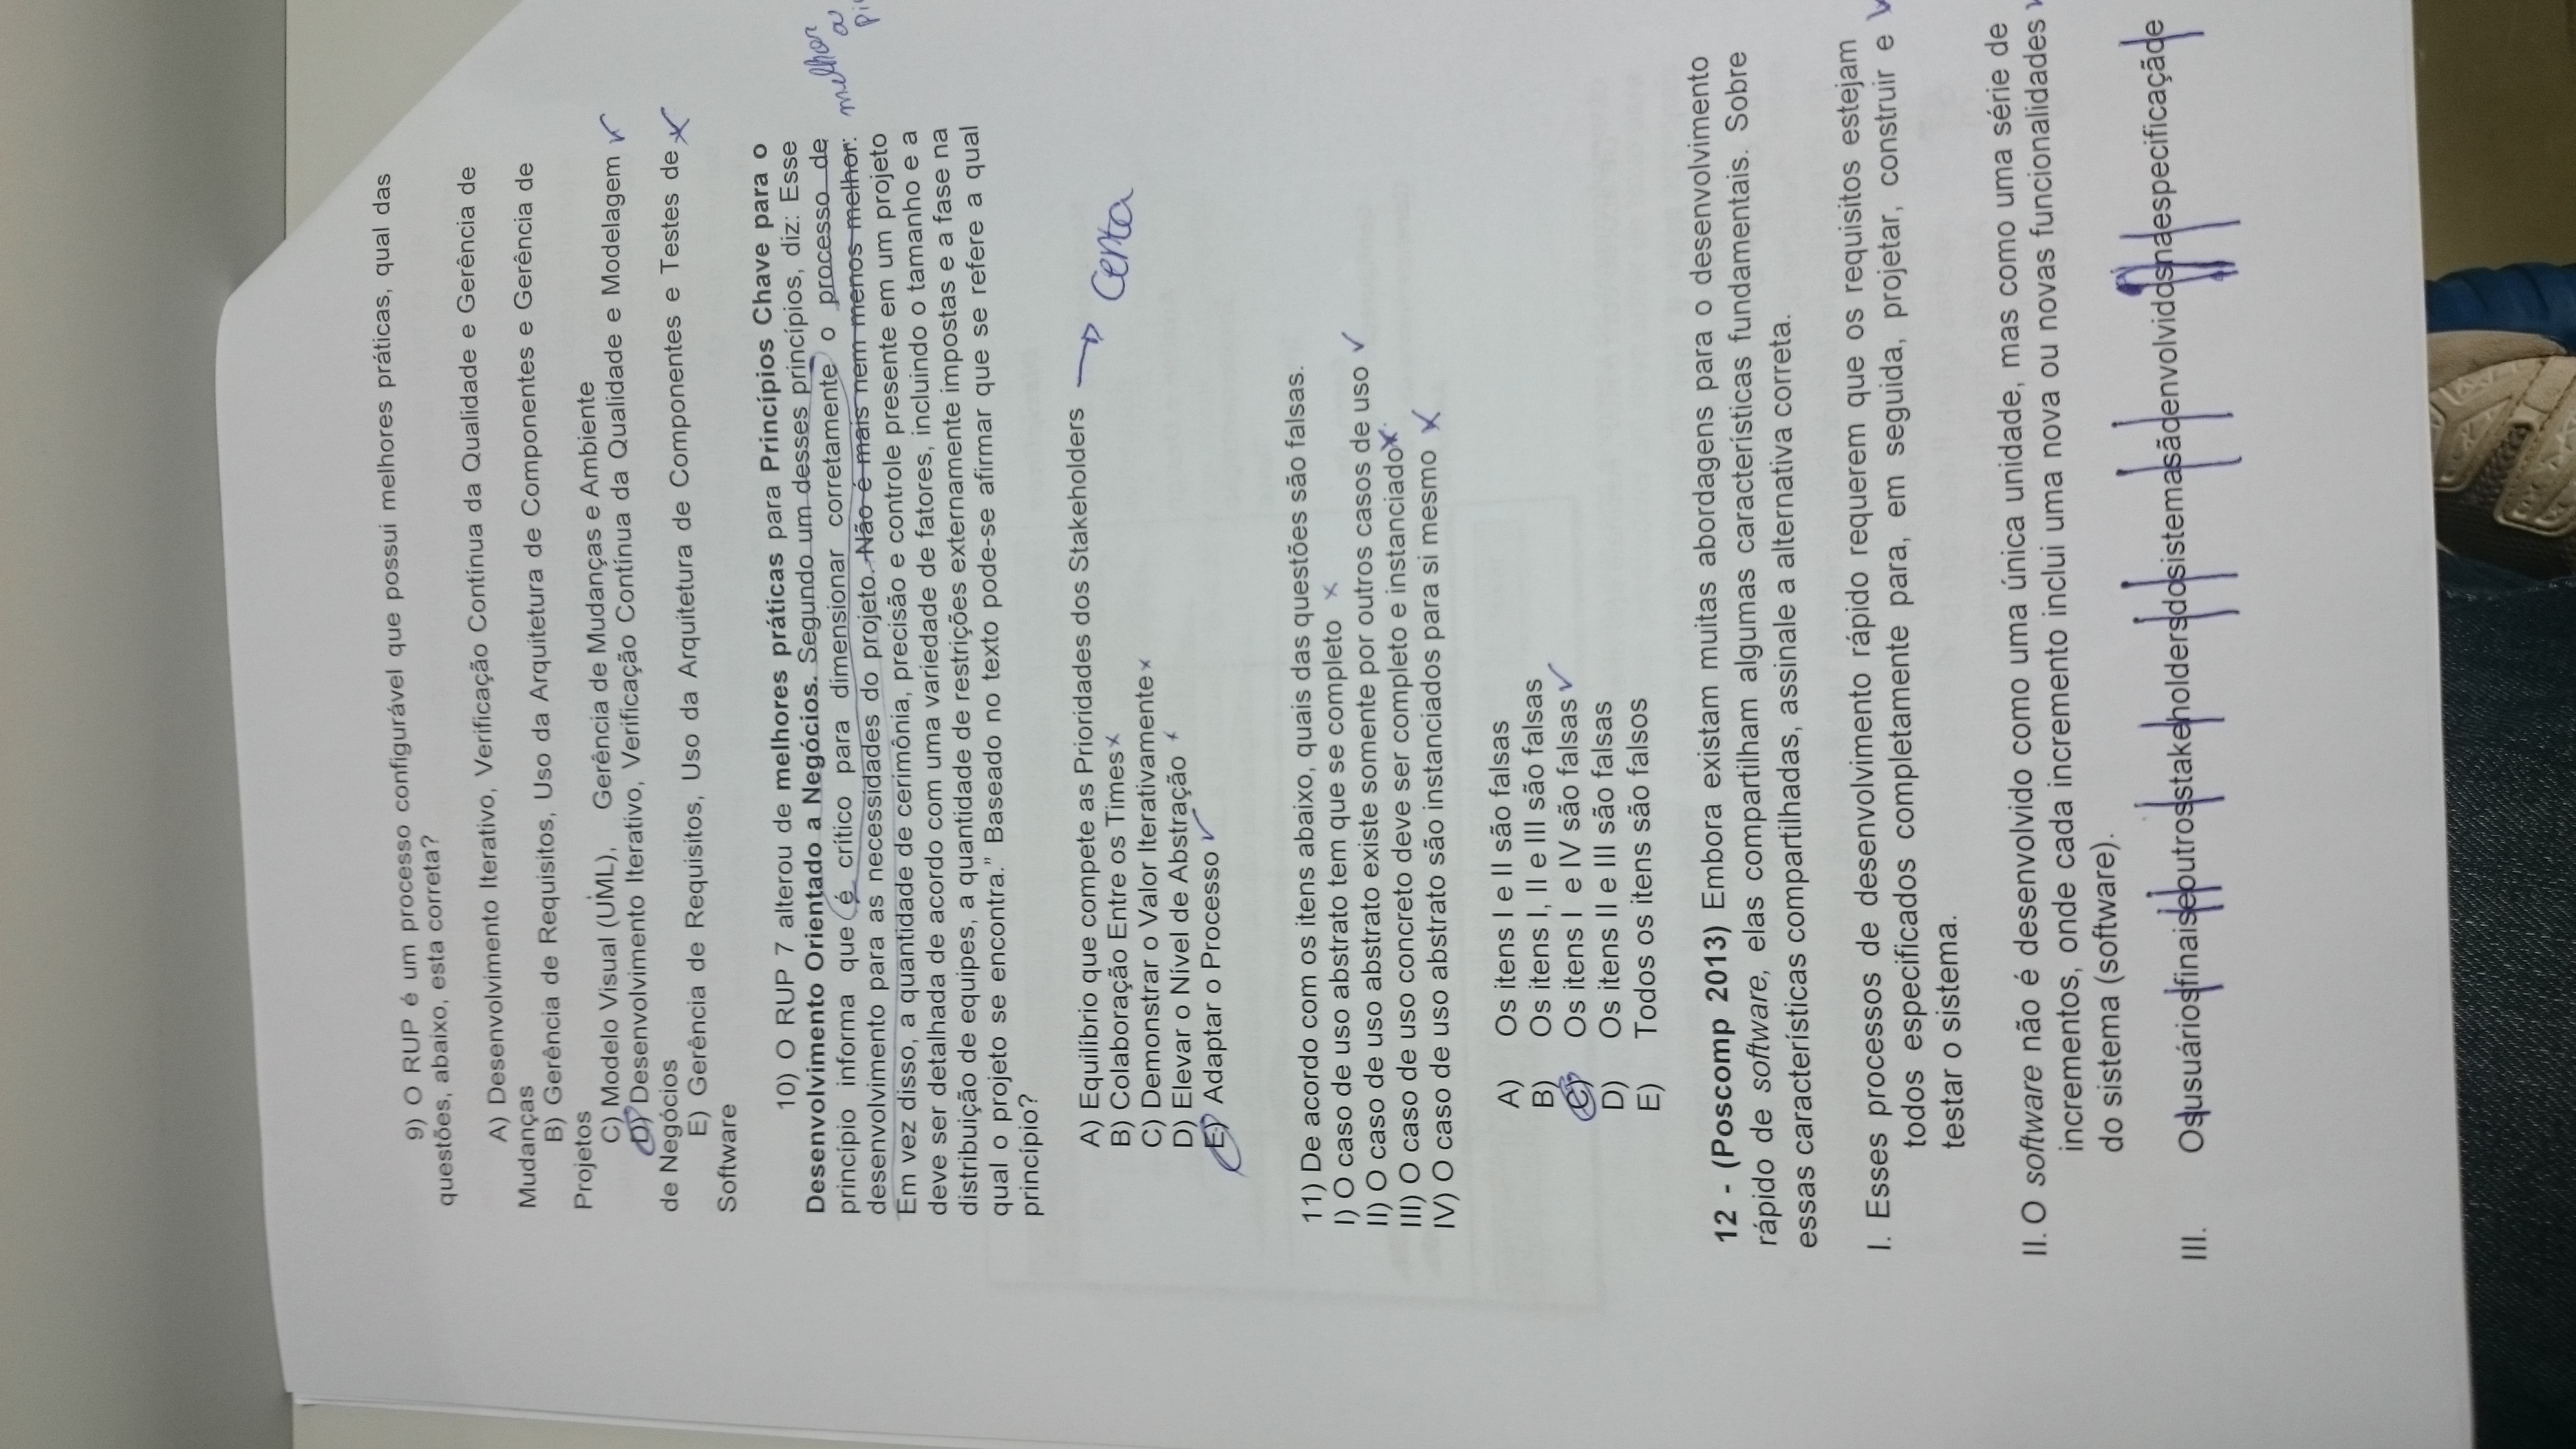 9) O RUP é um processo configurável que possui melhores práticas, qual das
questões, abaixo, esta correta?
A) Desenvolvimento Iterativo, Verificação Contínua da Qualidade e Gerência de
Mudanças
B) Gerência de Requisitos, Uso da Arquitetura de Componentes e Gerência de
Projetos
C) Modelo Visual (UML), Gerência de Mudanças e Ambiente
D) Desenvolvimento Iterativo, Verificação Contínua da Qualidade e Modelagem
de Negócios
E) Gerência de Requisitos, Uso da Arquitetura de Componentes e Testes de
Software
10) O RUP 7 alterou de melhores práticas para Princípios Chave para o
Desenvolvimento Orientado a Negócios. Segundo um desses princípios, diz: Esse
princípio informa que é crítico para dimensionar corretamente o processo de
desenvolvimento para as necessidades do projeto. Não é mais nem menos melhor: melhor
Em vez disso, a quantidade de cerimônia, precisão e controle presente em um projeto
deve ser detalhada de acordo com uma variedade de fatores, incluindo o tamanho e a
distribuição de equipes, a quantidade de restrições externamente impostas e a fase na
qual o projeto se encontra.” Baseado no texto pode-se afirmar que se refere a qual
princípio?
A) Equilíbrio que compete as Prioridades dos Stakeholders Certa
B) Colaboração Entre os Times
C) Demonstrar o Valor Iterativamente
D) Elevar o Nível de Abstração
E) Adaptar o Processo
11) De acordo com os itens abaixo, quais das questões são falsas.
I) O caso de uso abstrato tem que se completo
II) O caso de uso abstrato existe somente por outros casos de uso
III) O caso de uso concreto deve ser completo e instanciado
IV) O caso de uso abstrato são instanciados para si mesmo
A) Os itens I e II são falsas
B) Os itens I, II e III são falsas
C) Os itens I e IV são falsas
D) Os itens II e III são falsas
E) Todos os itens são falsos
12 - (Poscomp 2013) Embora existam muitas abordagens para o desenvolvimento
rápido de software, elas compartilham algumas características fundamentais. Sobre
essas características compartilhadas, assinale a alternativa correta.
I. Esses processos de desenvolvimento rápido requerem que os requisitos estejam
todos especificados completamente para, em seguida, projetar, construir e
testar o sistema.
II. O software não é desenvolvido como uma única unidade, mas como uma série de
incrementos, onde cada incremento inclui uma nova ou novas funcionalidades
do sistema (software).
III. Osusuáriosfinaiseoutrosstakeholdersdosistemasãoenvolvidosnaespecificaçãode